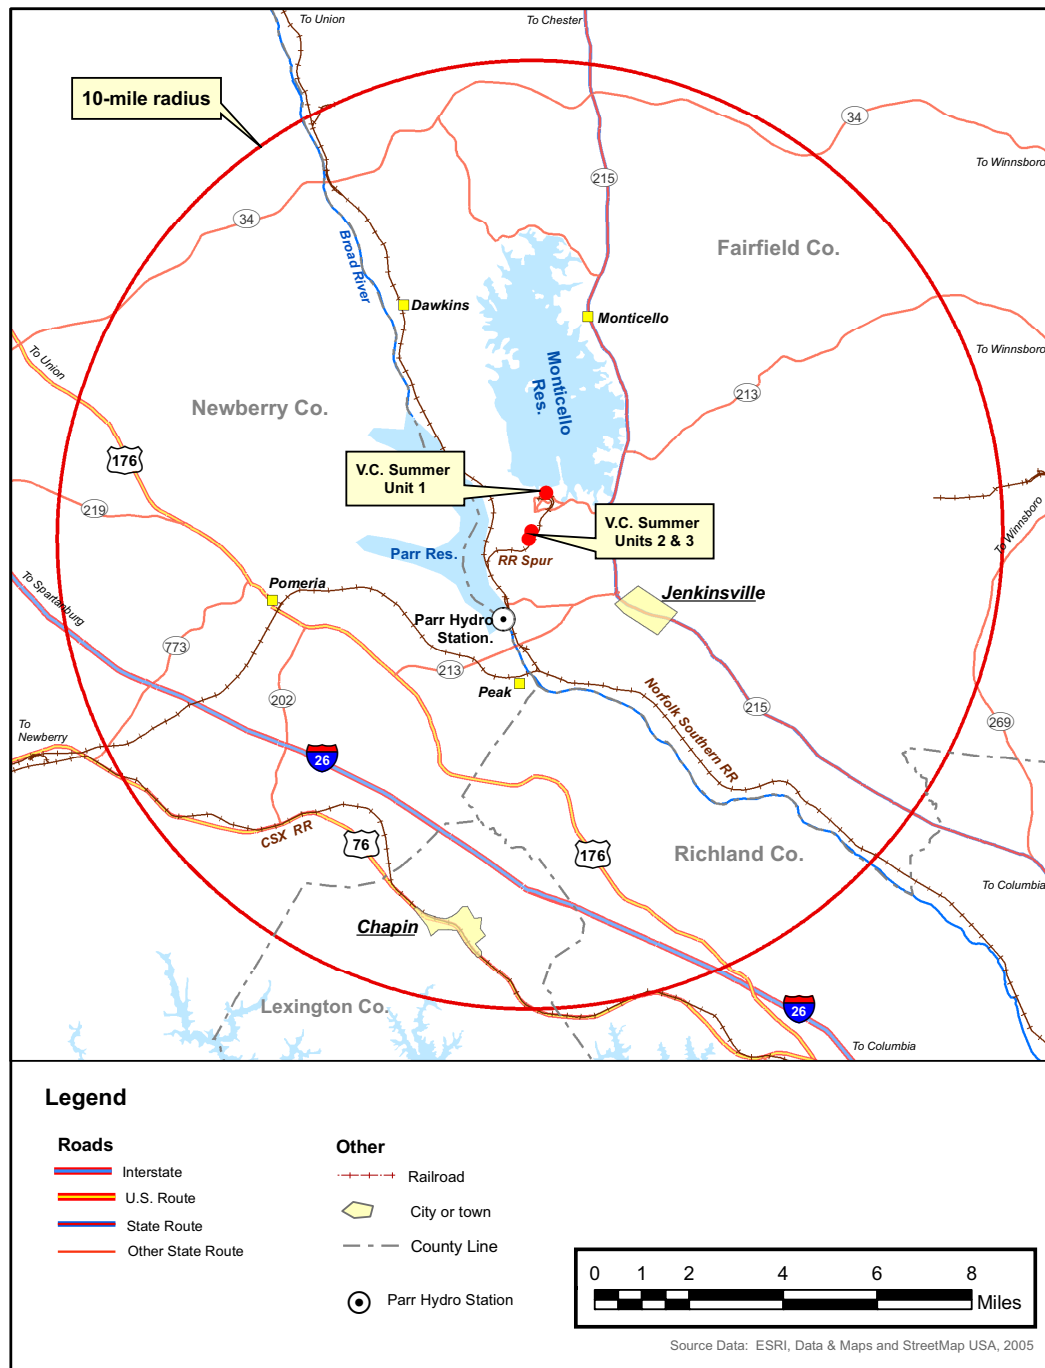 To Union
To Chester
10-mile radius
34
To Winnsboro
215
34
Broad River
Fairfield Co.
Dawkins
Monticello
To Union
To Winnsboro
Monticello
Res.
213
Newberry Co.
176
V.C. Summer
Unit 1
219
V.C. Summer
Units 2 & 3
To Winnsboro
Parr Res.
RR Spur
To Spartanburg
Pomeria
Jenkinsville
Parr Hydro
Station.
773
213
202
Peak
Norfolk Southern RR
215
269
To
Newberry
26
CSX RR
76
176
Richland Co.
To Columbia
Chapin
Lexington Co.
26
To Columbia
Legend
Roads
Interstate
U.S. Route
State Route
Other State Route
Other
Railroad
City or town
County Line
Parr Hydro Station
0 1 2 4 6 8
Miles
Source Data: ESRI, Data & Maps and StreetMap USA, 2005